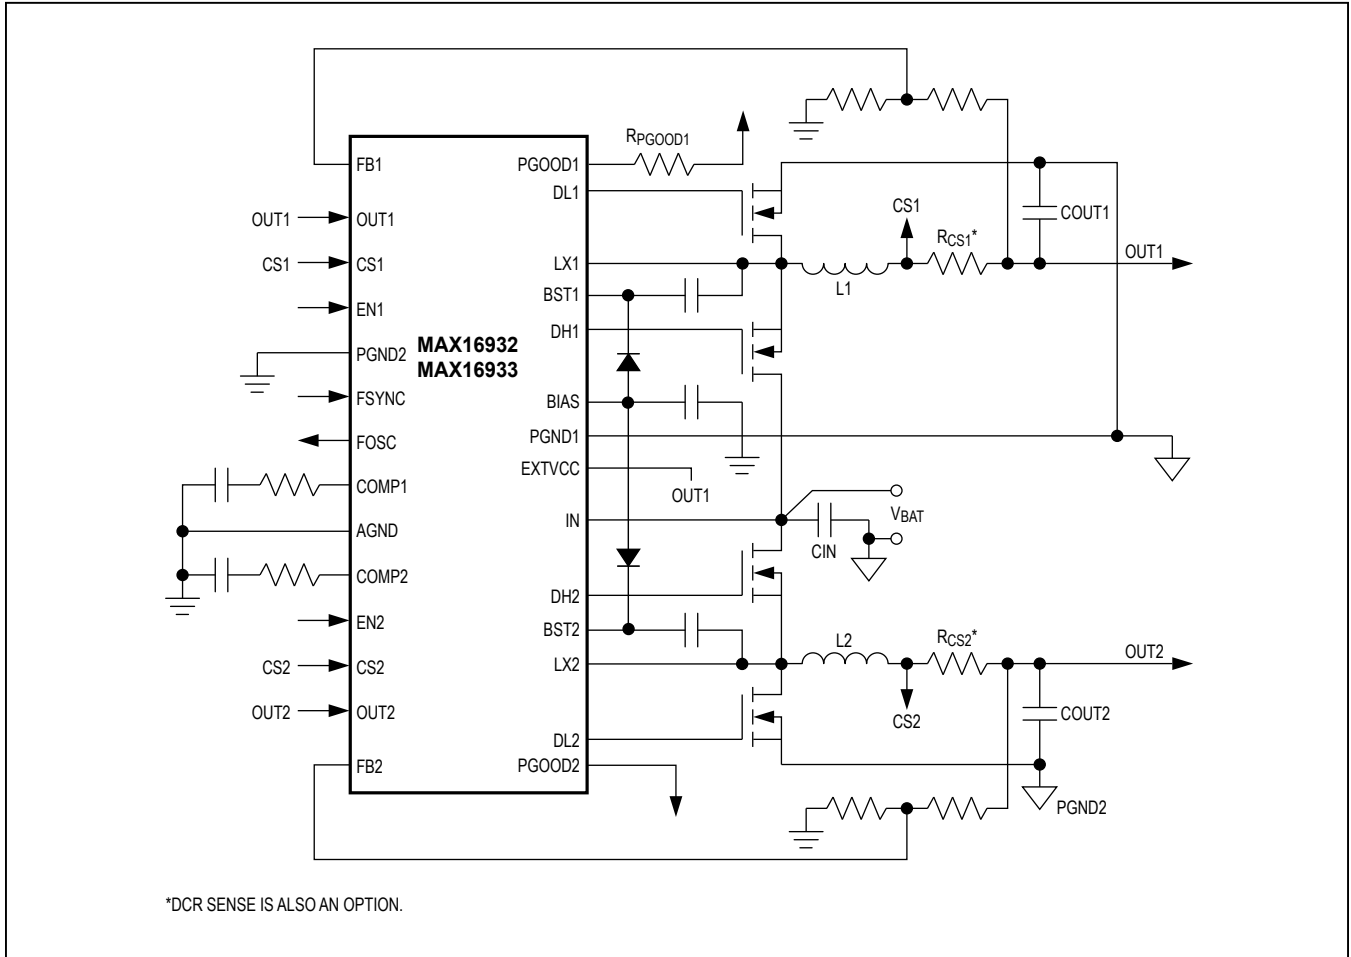 RPGOOD1
FB1
PGOOD1
DL1
OUT1
OUT1
CS1
COUT1
RCS1*
CS1
CS1
LX1
OUT1
L1
EN1
BST1
DH1
PGND2
MAX16932
MAX16933
FSYNC
BIAS
FOSC
PGND1
EXTVCC
OUT1
COMP1
VBAT
AGND
IN
CIN
COMP2
DH2
EN2
BST2
L2
RCS2*
OUT2
CS2
CS2
LX2
CS2
COUT2
OUT2
OUT2
DL2
FB2
PGOOD2
PGND2
*DCR SENSE IS ALSO AN OPTION.